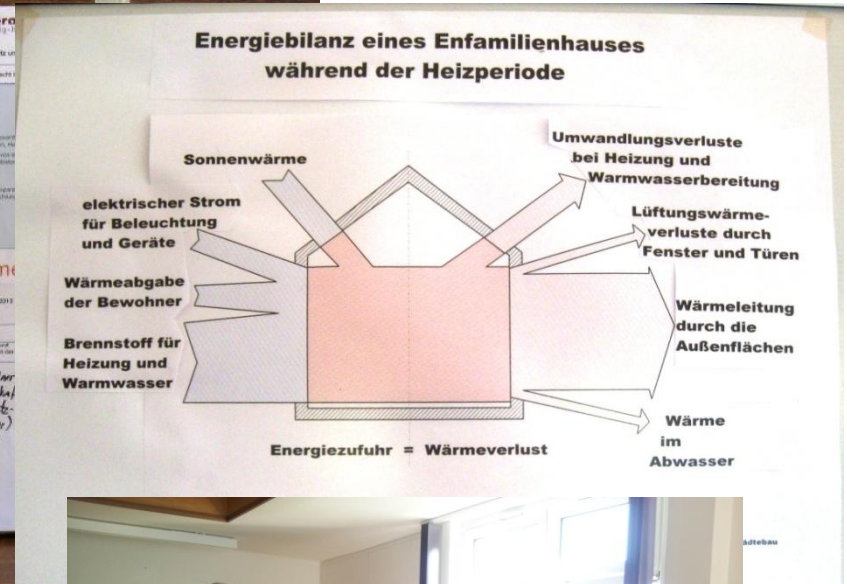 Energiebilanz eines Enfamilienhauses
während der Heizperiode
Sonnenwärme
elektrischer Strom
für Beleuchtung
und Geräte
Wärmeabgabe
der Bewohner
Brennstoff für
Heizung und
Warmwasser
Umwandlungsverluste
bei Heizung und
Warmwasserbereitung
Lüftungswärme-
verluste durch
Fenster und Türen
Wärmeleitung
durch die
Außenflächen
Wärme
im
Abwasser
Energiezufuhr = Wärmeverlust
ädtebau